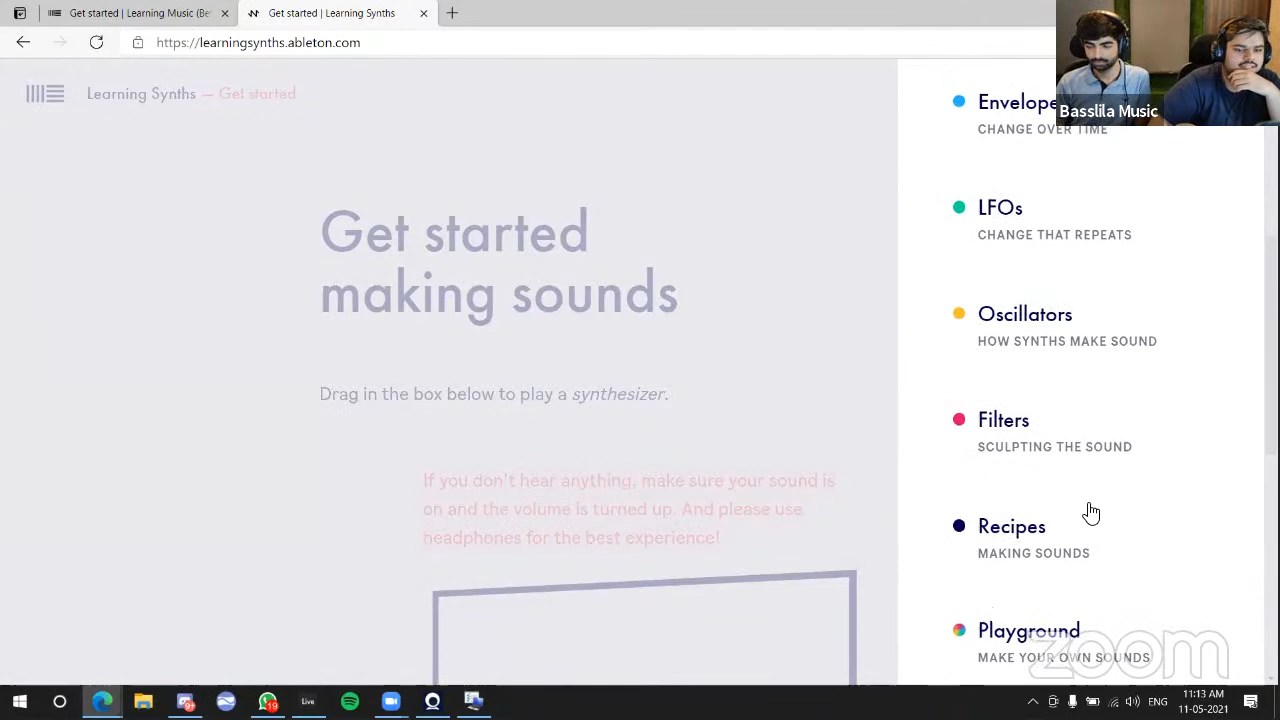 Get started | Learning Music (Be
Get started | Learning Synths
https://learningsynths.ableton.com
Learning Synths — Get started
Get started
making sounds
Drag in the box below to play a synthesizer.
If you don't hear anything, make sure your sound is
on and the volume is turned up. And please use
headphones for the best experience!
Envelope
CHANGE OVER TIME
LFOs
CHANGE THAT REPEATS
Oscillators
HOW SYNTHS MAKE SOUND
Filters
SCULPTING THE SOUND
Recipes
MAKING SOUNDS
Playground
MAKE YOUR OWN SOUNDS
Basslila Music
zoom
19
Live
ENG
11:13 AM
11-05-2021